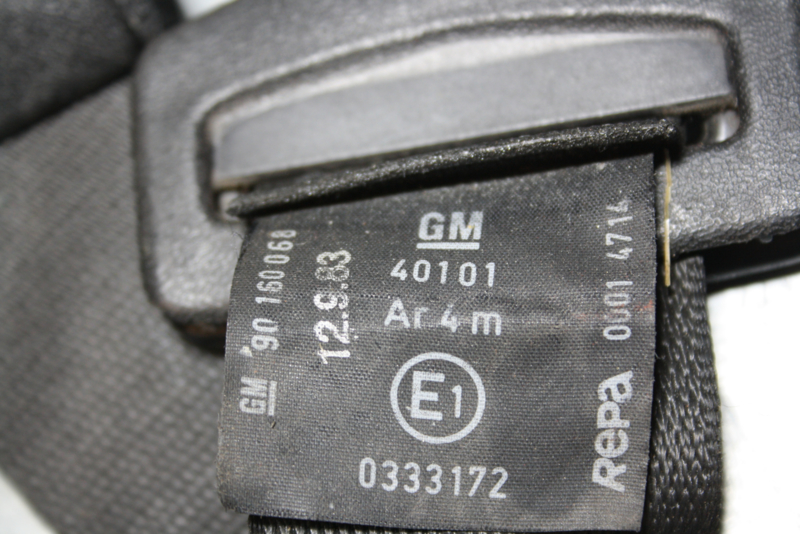 GM
40101
Ar 4 m
E1
0333172
GM 90 160 068
12.9.83
REPA 0001 4714